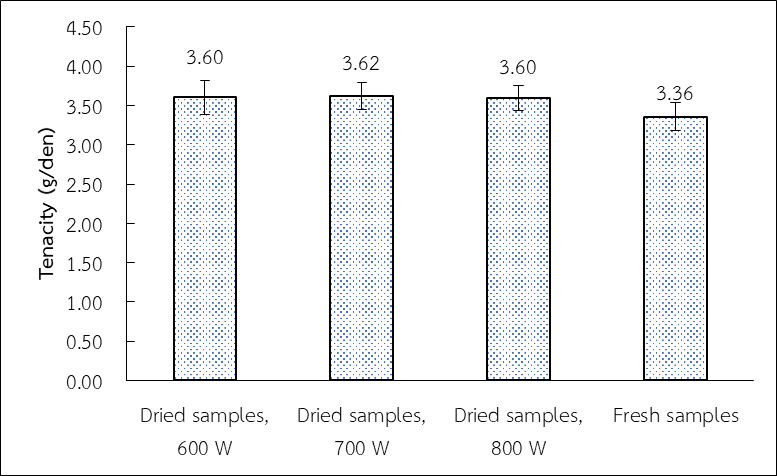 Tenacity (g/den)
4.50
4.00
3.50
3.00
2.50
2.00
1.50
1.00
0.50
0.00
3.60
3.62
3.60
3.36
Dried samples,
600 W
Dried samples,
700 W
Dried samples,
800 W
Fresh samples